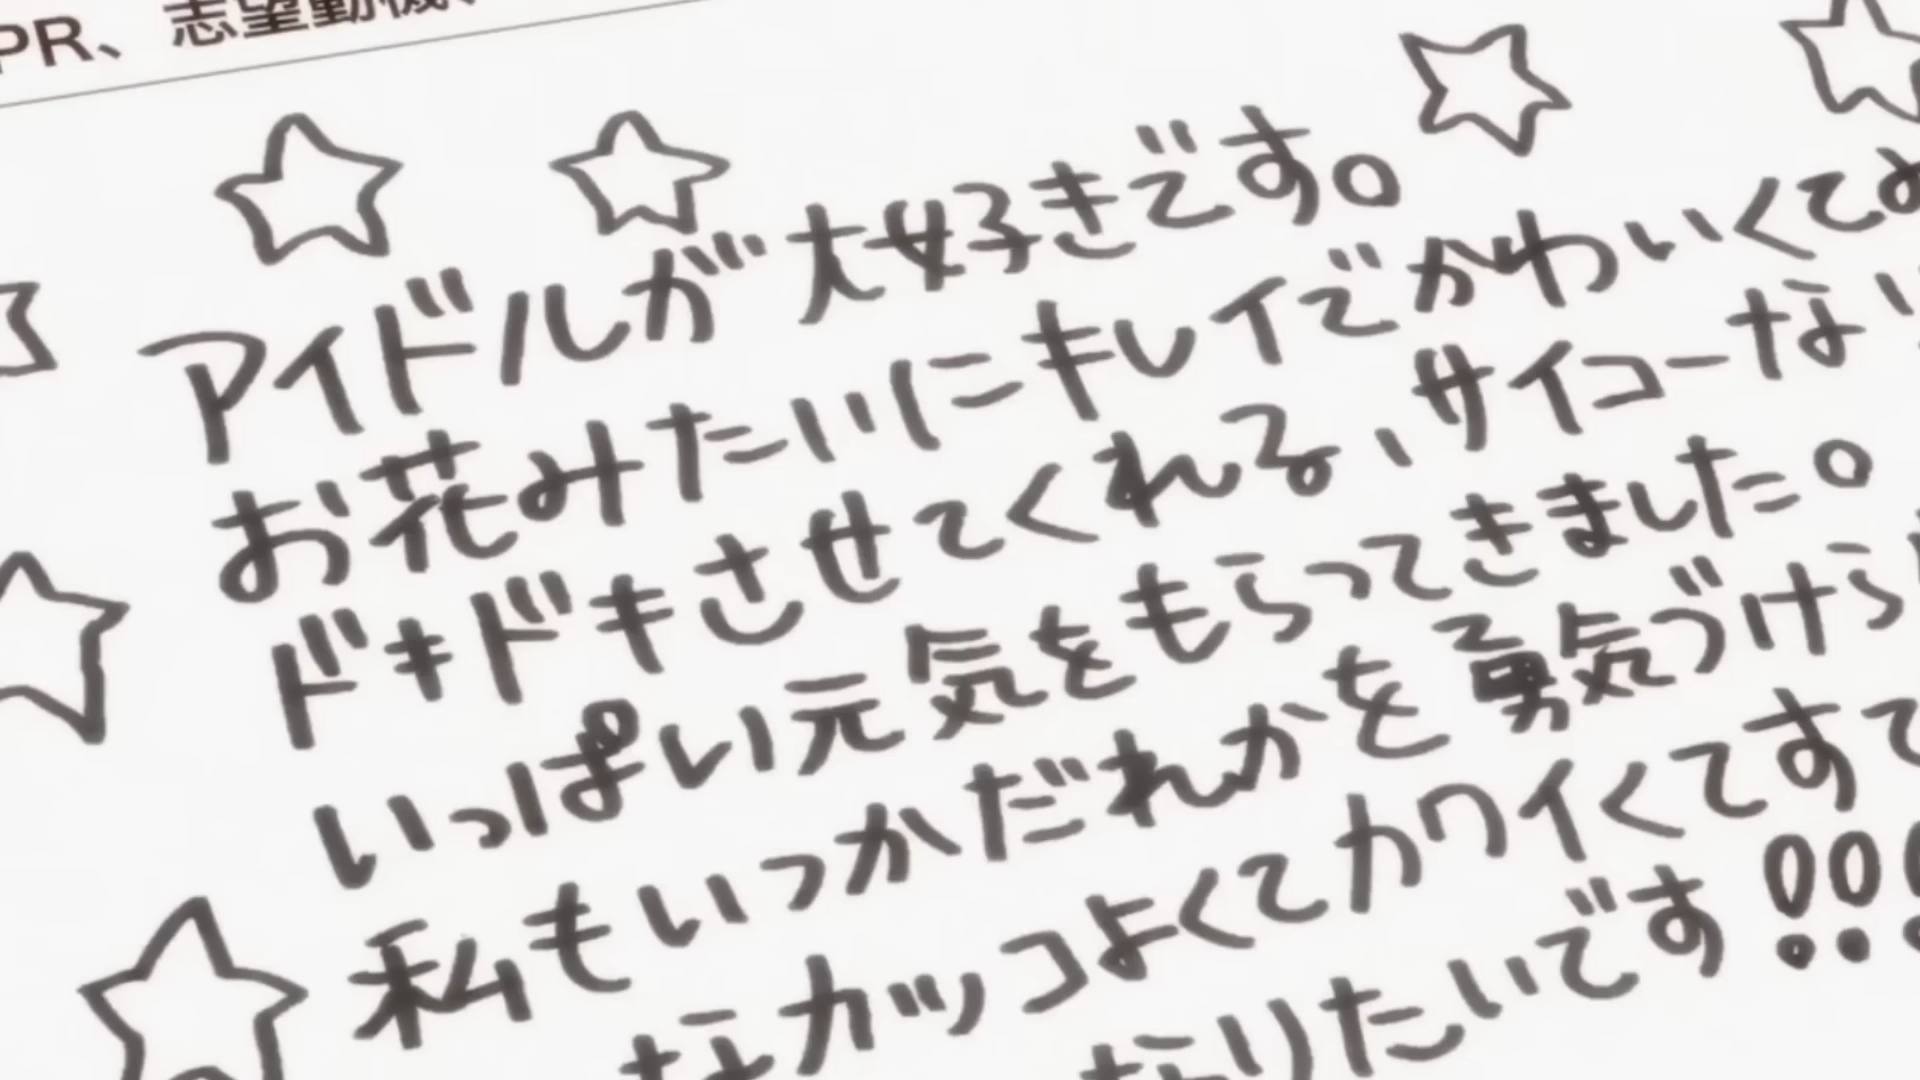 PR、志望動機、
アイドルが大好きです。
お花みたいにキレイでかわいくて
ドキドキさせてくれる、サイコーな
いっぱい元気をもらってきました。
私もいつかだれかを勇気づけら
なカッコよくてカワイくてすて
なりたいです!!!